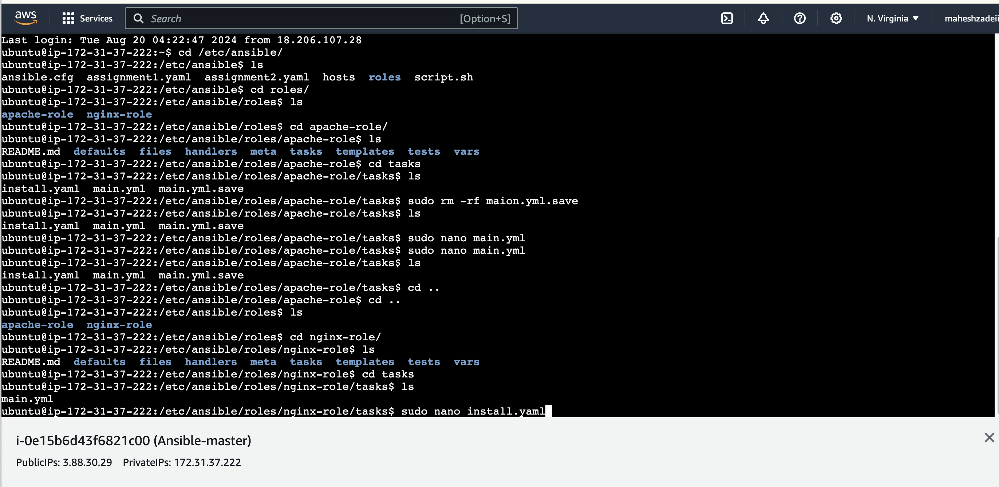 aws Services Search [Option+S] N. Virginia maheshzadeii
Last login: Tue Aug 20 04:22:47 2024 from 18.206.107.28
ubuntu@ip-172-31-37-222:~$ cd /etc/ansible/
ubuntu@ip-172-31-37-222:/etc/ansible$ ls
ansible.cfg  assignment1.yaml  assignment2.yaml  hosts  roles  script.sh
ubuntu@ip-172-31-37-222:/etc/ansible$ cd roles/
ubuntu@ip-172-31-37-222:/etc/ansible/roles$ ls
apache-role  nginx-role
ubuntu@ip-172-31-37-222:/etc/ansible/roles$ cd apache-role/
ubuntu@ip-172-31-37-222:/etc/ansible/roles/apache-role$ ls
README.md  defaults  files  handlers  meta  tasks  templates  tests  vars
ubuntu@ip-172-31-37-222:/etc/ansible/roles/apache-role$ cd tasks
ubuntu@ip-172-31-37-222:/etc/ansible/roles/apache-role/tasks$ ls
install.yaml  main.yml  main.yml.save
ubuntu@ip-172-31-37-222:/etc/ansible/roles/apache-role/tasks$ sudo rm -rf maion.yml.save
ubuntu@ip-172-31-37-222:/etc/ansible/roles/apache-role/tasks$ ls
install.yaml  main.yml  main.yml.save
ubuntu@ip-172-31-37-222:/etc/ansible/roles/apache-role/tasks$ sudo nano main.yml
ubuntu@ip-172-31-37-222:/etc/ansible/roles/apache-role/tasks$ sudo nano main.yml
ubuntu@ip-172-31-37-222:/etc/ansible/roles/apache-role/tasks$ ls
install.yaml  main.yml  main.yml.save
ubuntu@ip-172-31-37-222:/etc/ansible/roles/apache-role/tasks$ cd ..
ubuntu@ip-172-31-37-222:/etc/ansible/roles/apache-role$ cd ..
ubuntu@ip-172-31-37-222:/etc/ansible/roles$ ls
apache-role  nginx-role
ubuntu@ip-172-31-37-222:/etc/ansible/roles$ cd nginx-role/
ubuntu@ip-172-31-37-222:/etc/ansible/roles/nginx-role$ ls
README.md  defaults  files  handlers  meta  tasks  templates  tests  vars
ubuntu@ip-172-31-37-222:/etc/ansible/roles/nginx-role$ cd tasks
ubuntu@ip-172-31-37-222:/etc/ansible/roles/nginx-role/tasks$ ls
main.yml
ubuntu@ip-172-31-37-222:/etc/ansible/roles/nginx-role/tasks$ sudo nano install.yaml
i-0e15b6d43f6821c00 (Ansible-master)
PublicIPs: 3.88.30.29 PrivateIPs: 172.31.37.222